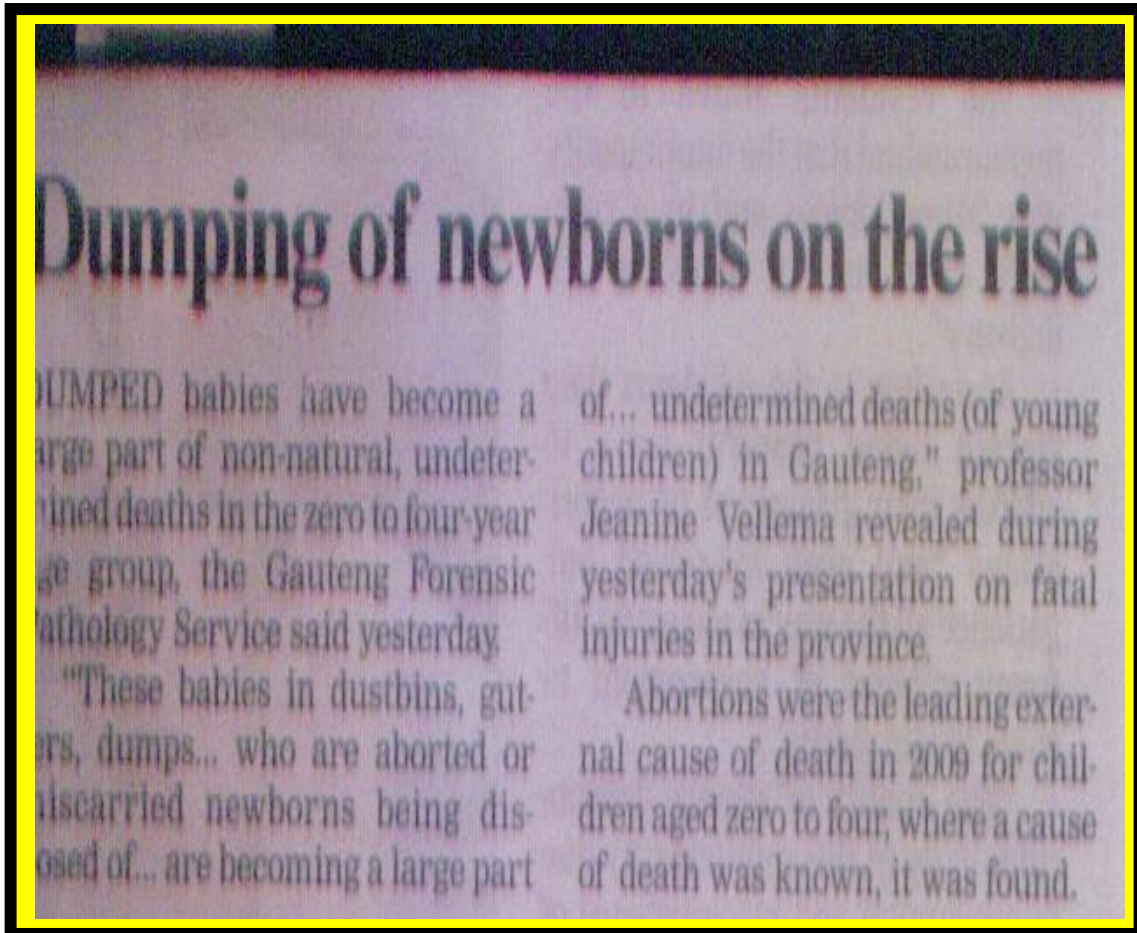 Dumping of newborns on the rise
DUMPED babies have become a
arge part of non-natural, undeter-
ined deaths in the zero to four-year
ge group, the Gauteng Forensic
athology Service said yesterday.
"These babies in dustbins, gut-
ers, dumps... who are aborted or
iscarried newborns being dis-
osed of... are becoming a large part
of... undetermined deaths (of young
children) in Gauteng," professor
Jeanine Vellema revealed during
yesterday's presentation on fatal
injuries in the province.
Abortions were the leading exter-
nal cause of death in 2009 for chil-
dren aged zero to four, where a cause
of death was known, it was found.